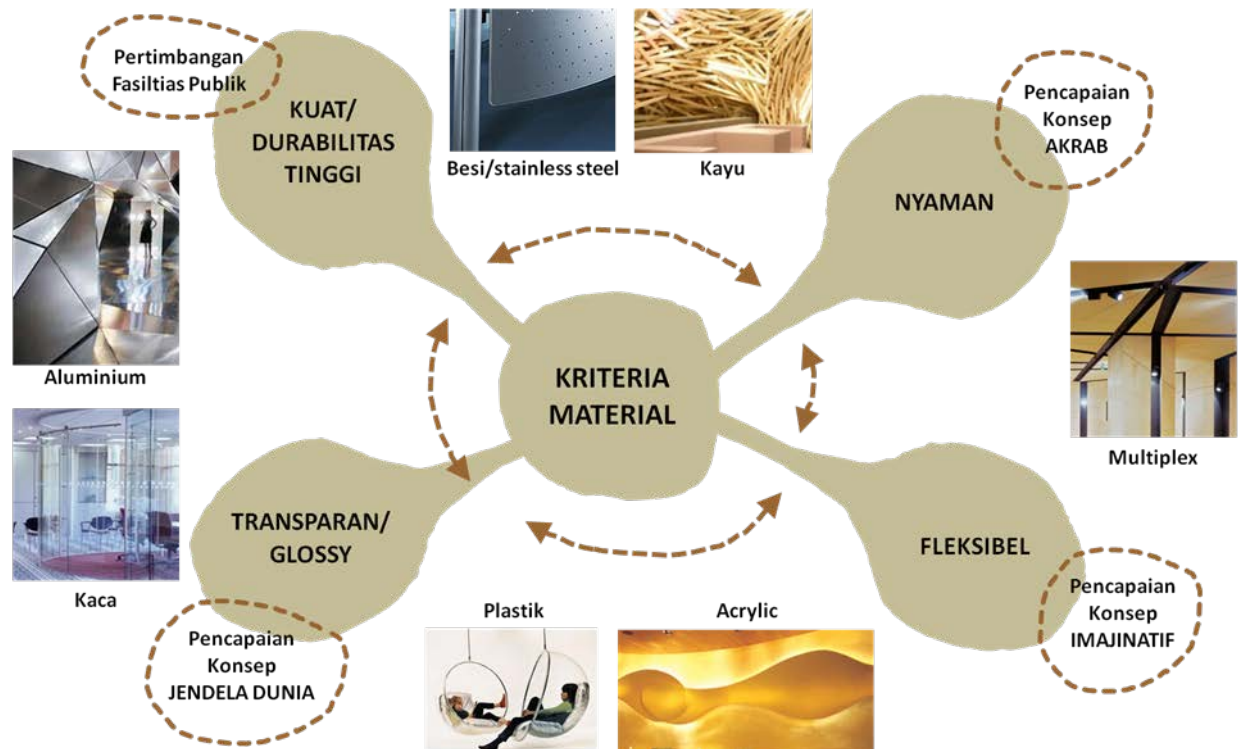 Pertimbangan
Fasiltias Publik
KUAT/
DURABILITAS
TINGGI
Besi/stainless steel
Kayu
Pencapaian
Konsep
AKRAB
NYAMAN
Aluminium
KRITERIA
MATERIAL
Multiplex
TRANSPARAN/
GLOSSY
FLEKSIBEL
Kaca
Pencapaian
Konsep
JENDELA DUNIA
Plastik
Acrylic
Pencapaian
Konsep
IMAJINATIF